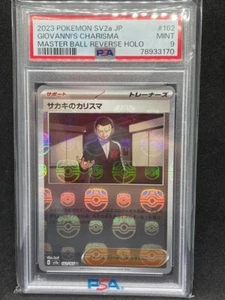 2023 POKEMON SV2a JP #162
GIOVANNI'S CHARISMA MINT
MASTER BALL REVERSE HOLO 9
PSA 78933170
サポート トレーナーズ
サカキのカリスマ
PSA